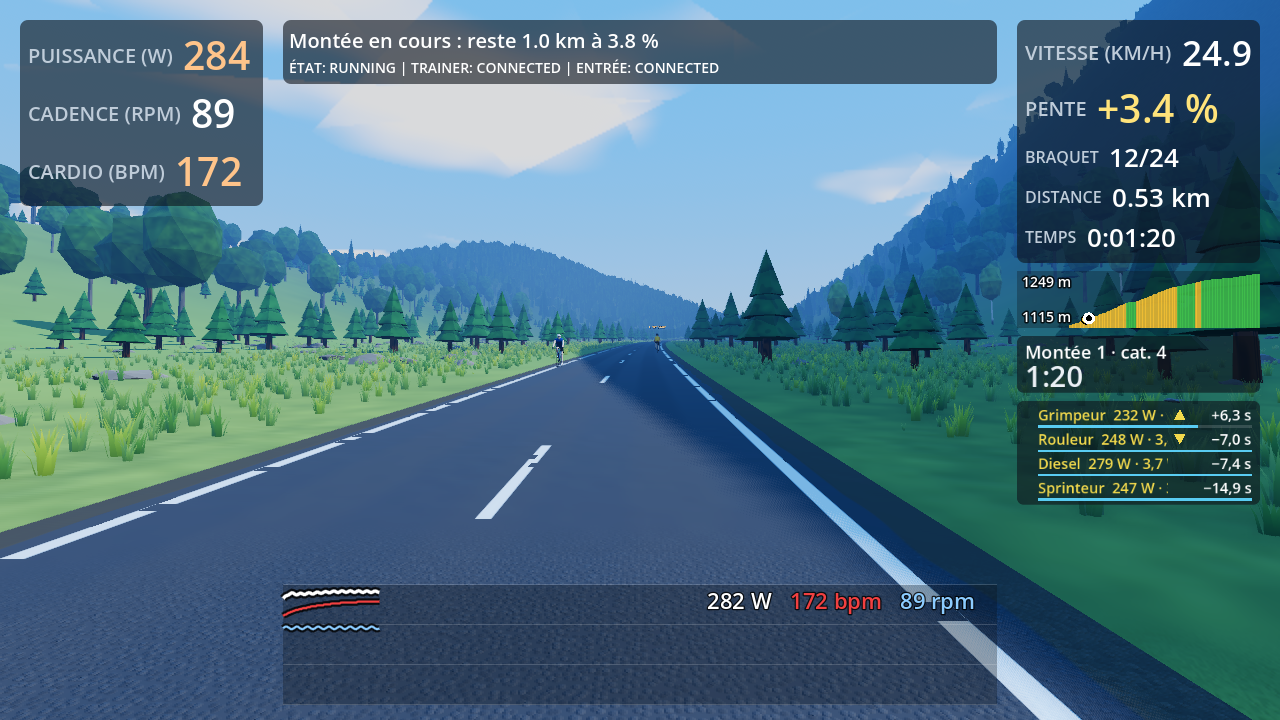 PUISSANCE (W) 284
CADENCE (RPM) 89
CARDIO (BPM) 172
Montée en cours : reste 1.0 km à 3.8 %
ÉTAT: RUNNING | TRAINER: CONNECTED | ENTRÉE: CONNECTED
VITESSE (KM/H) 24.9
PENTE +3.4 %
BRAQUET 12/24
DISTANCE 0.53 km
TEMPS 0:01:20
1249 m
1115 m
Montée 1 · cat. 4
1:20
Grimpeur 232 W · ▲ +6,3 s
Rouleur 248 W · 3, ▼ −7,0 s
Diesel 279 W · 3,7 −7,4 s
Sprinteur 247 W · −14,9 s
282 W 172 bpm 89 rpm